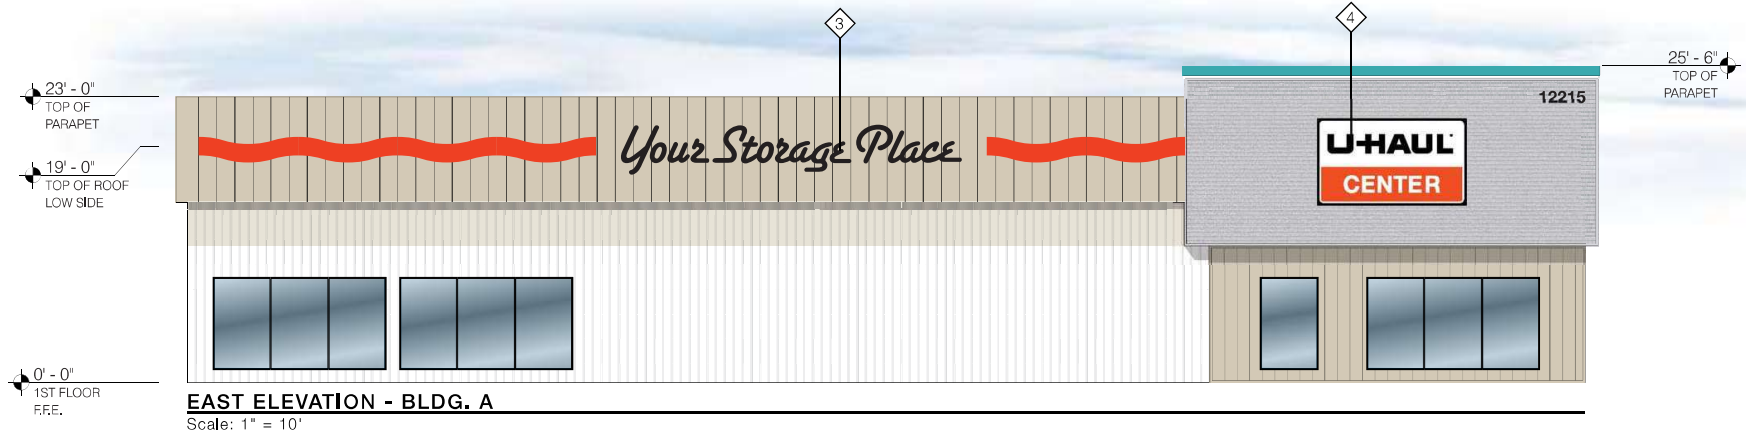 3
4
25' - 6"
TOP OF
PARAPET
23' - 0"
TOP OF
PARAPET
12215
Your Storage Place
U-HAUL
CENTER
19' - 0"
TOP OF ROOF
LOW SIDE
0' - 0"
1ST FLOOR
F.F.E.
EAST ELEVATION - BLDG. A
Scale: 1" = 10'